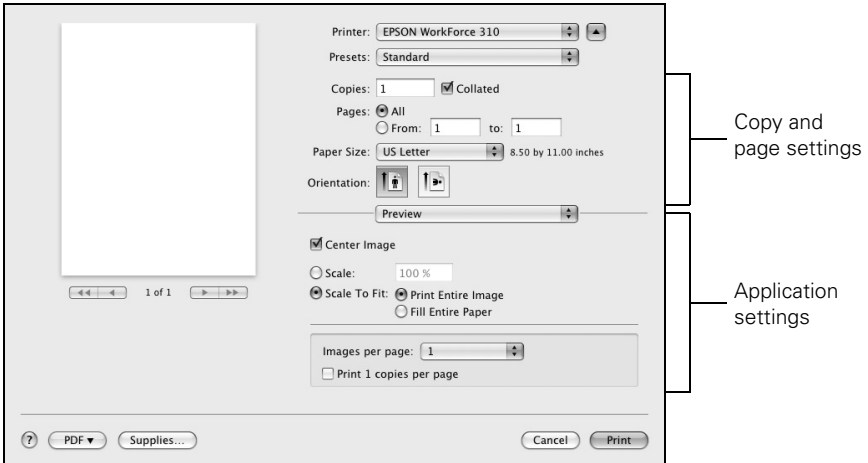 Printer: EPSON WorkForce 310
Presets: Standard
Copies: 1 Collated
Pages: All
From: 1 to: 1
Paper Size: US Letter 8.50 by 11.00 inches
Orientation:
Preview
Center Image
Scale: 100 %
Scale To Fit: Print Entire Image
Fill Entire Paper
Images per page: 1
Print 1 copies per page
1 of 1
? PDF▼ Supplies... Cancel Print
Copy and
page settings
Application
settings